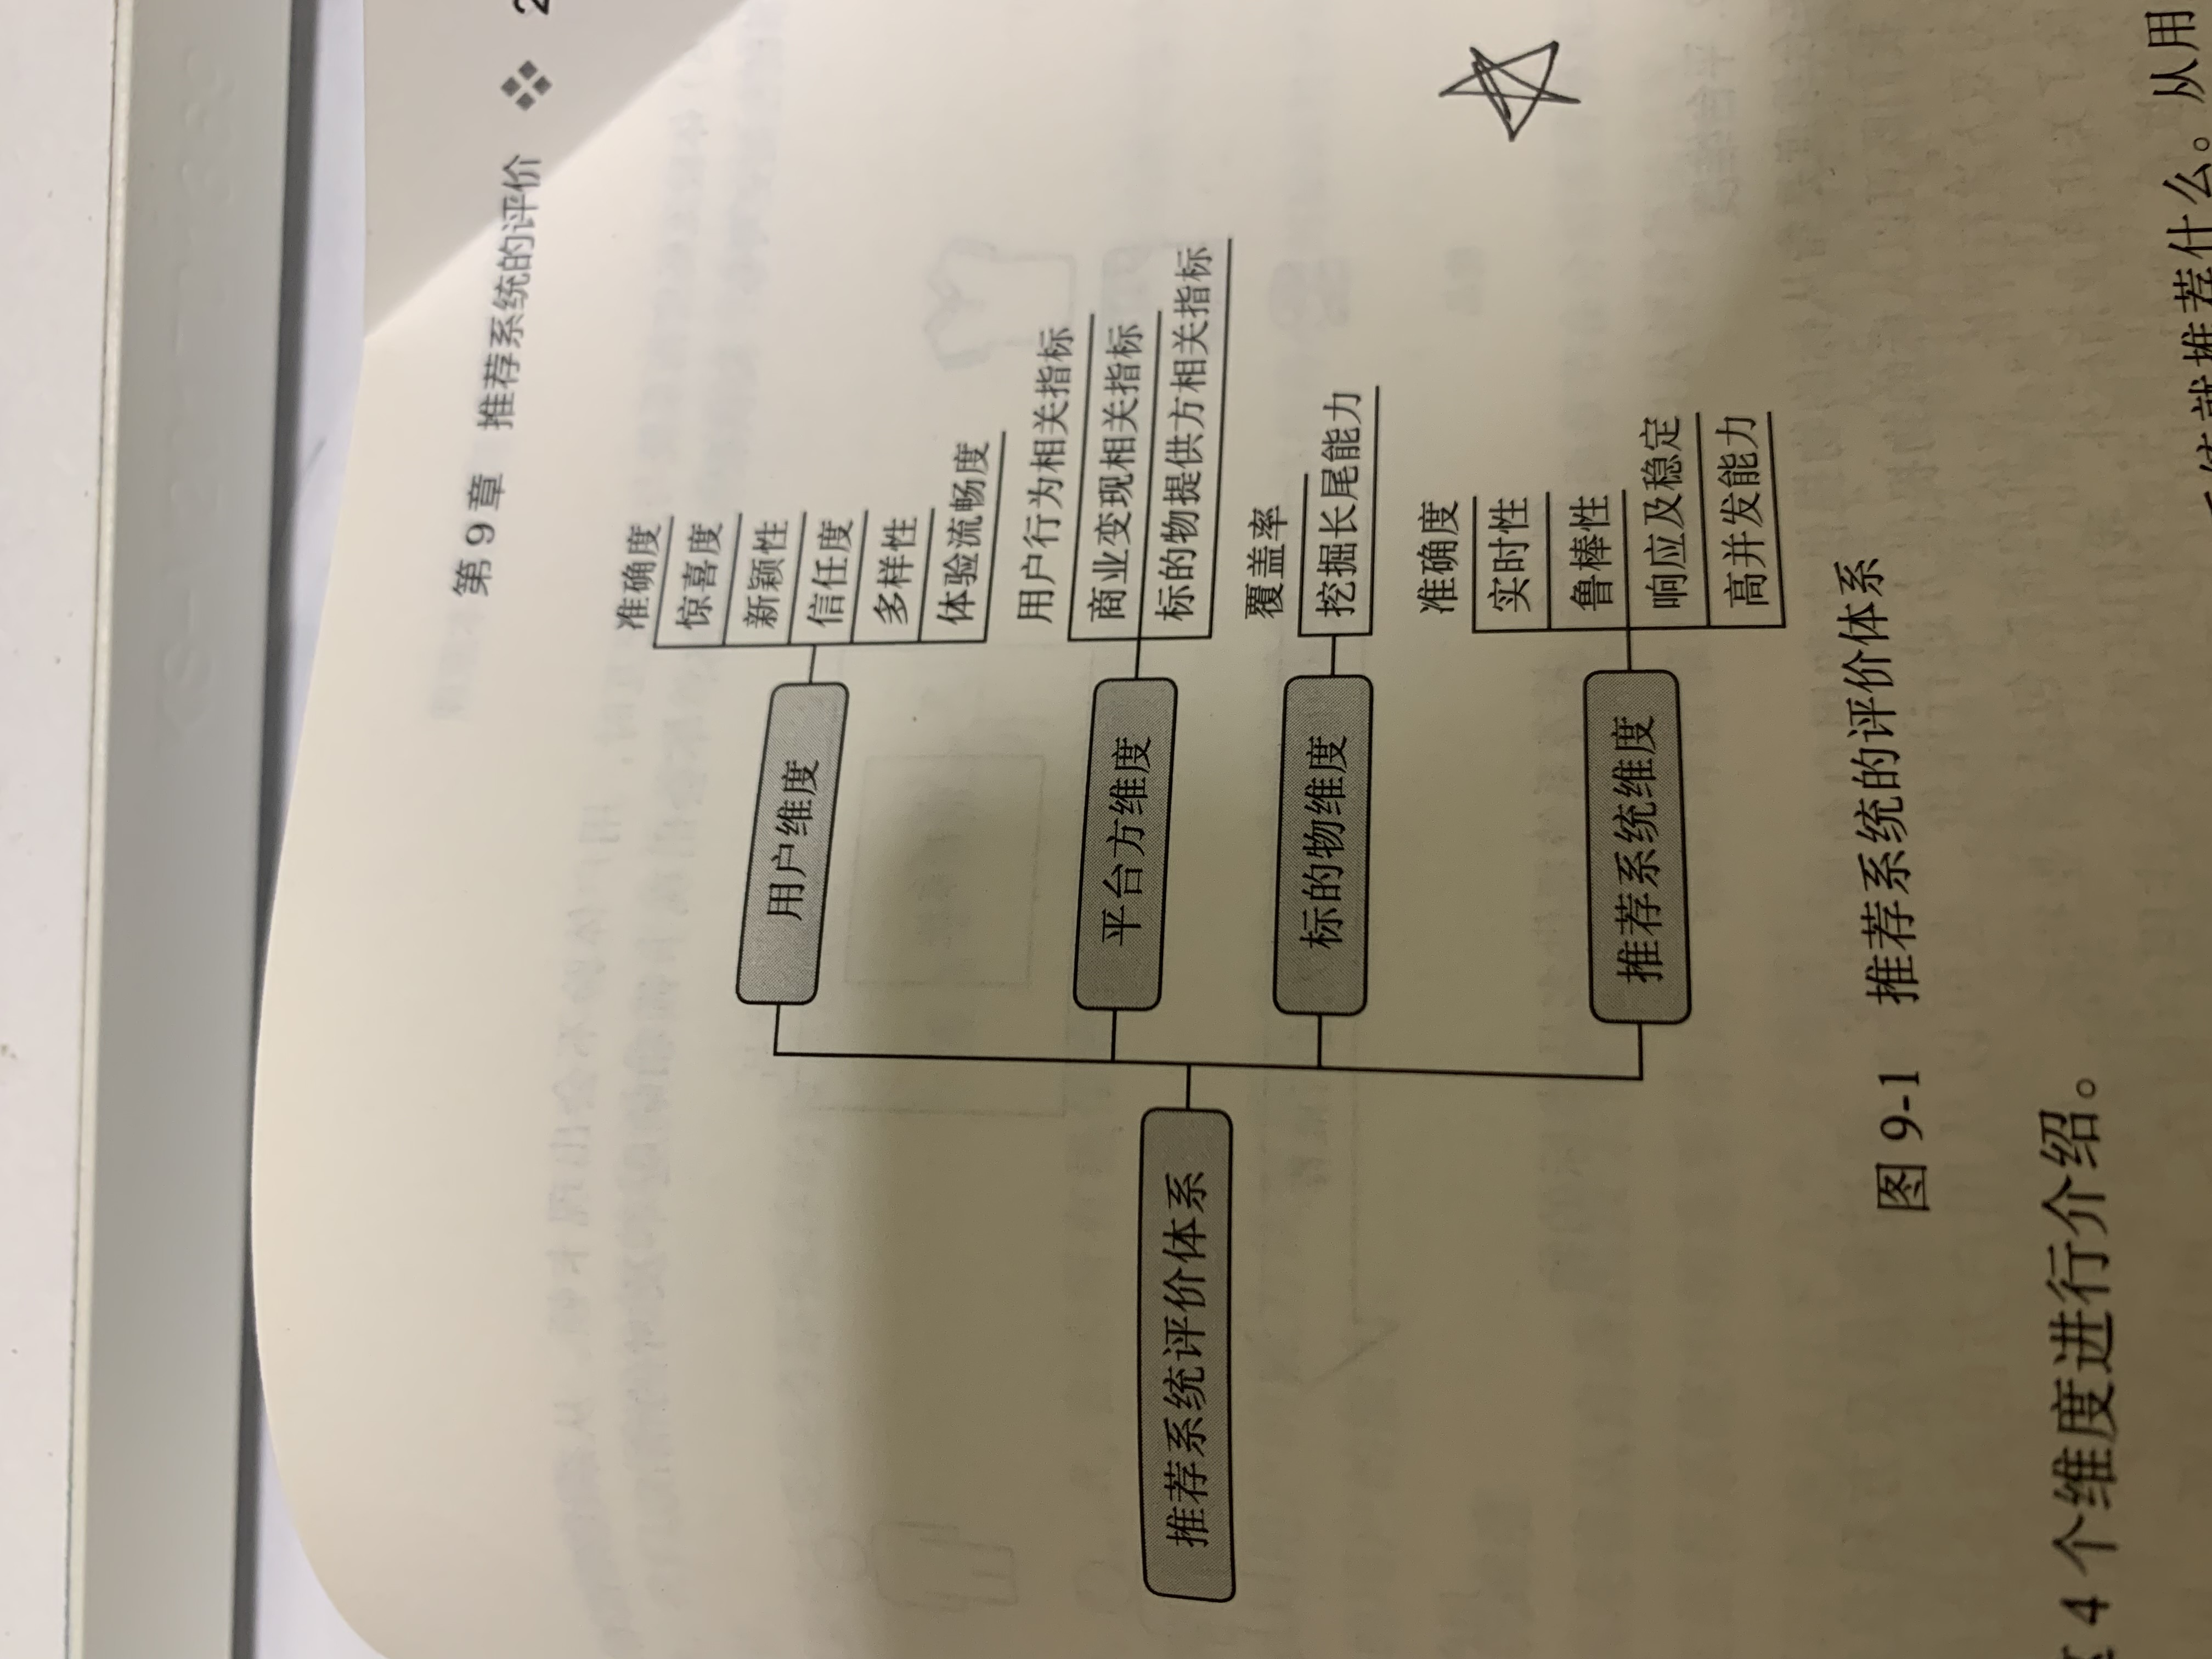 第 9 章 推荐系统的评价 ❖ 2
准确度
惊喜度
新颖性
信任度
多样性
体验流畅度
用户维度
用户行为相关指标
商业变现相关指标
标的物提供方相关指标
平台方维度
推荐系统评价体系
覆盖率
挖掘长尾能力
标的物维度
准确度
实时性
鲁棒性
响应及稳定
高并发能力
推荐系统维度
图 9-1 推荐系统的评价体系
4 个维度进行介绍。
就推荐什么。从用